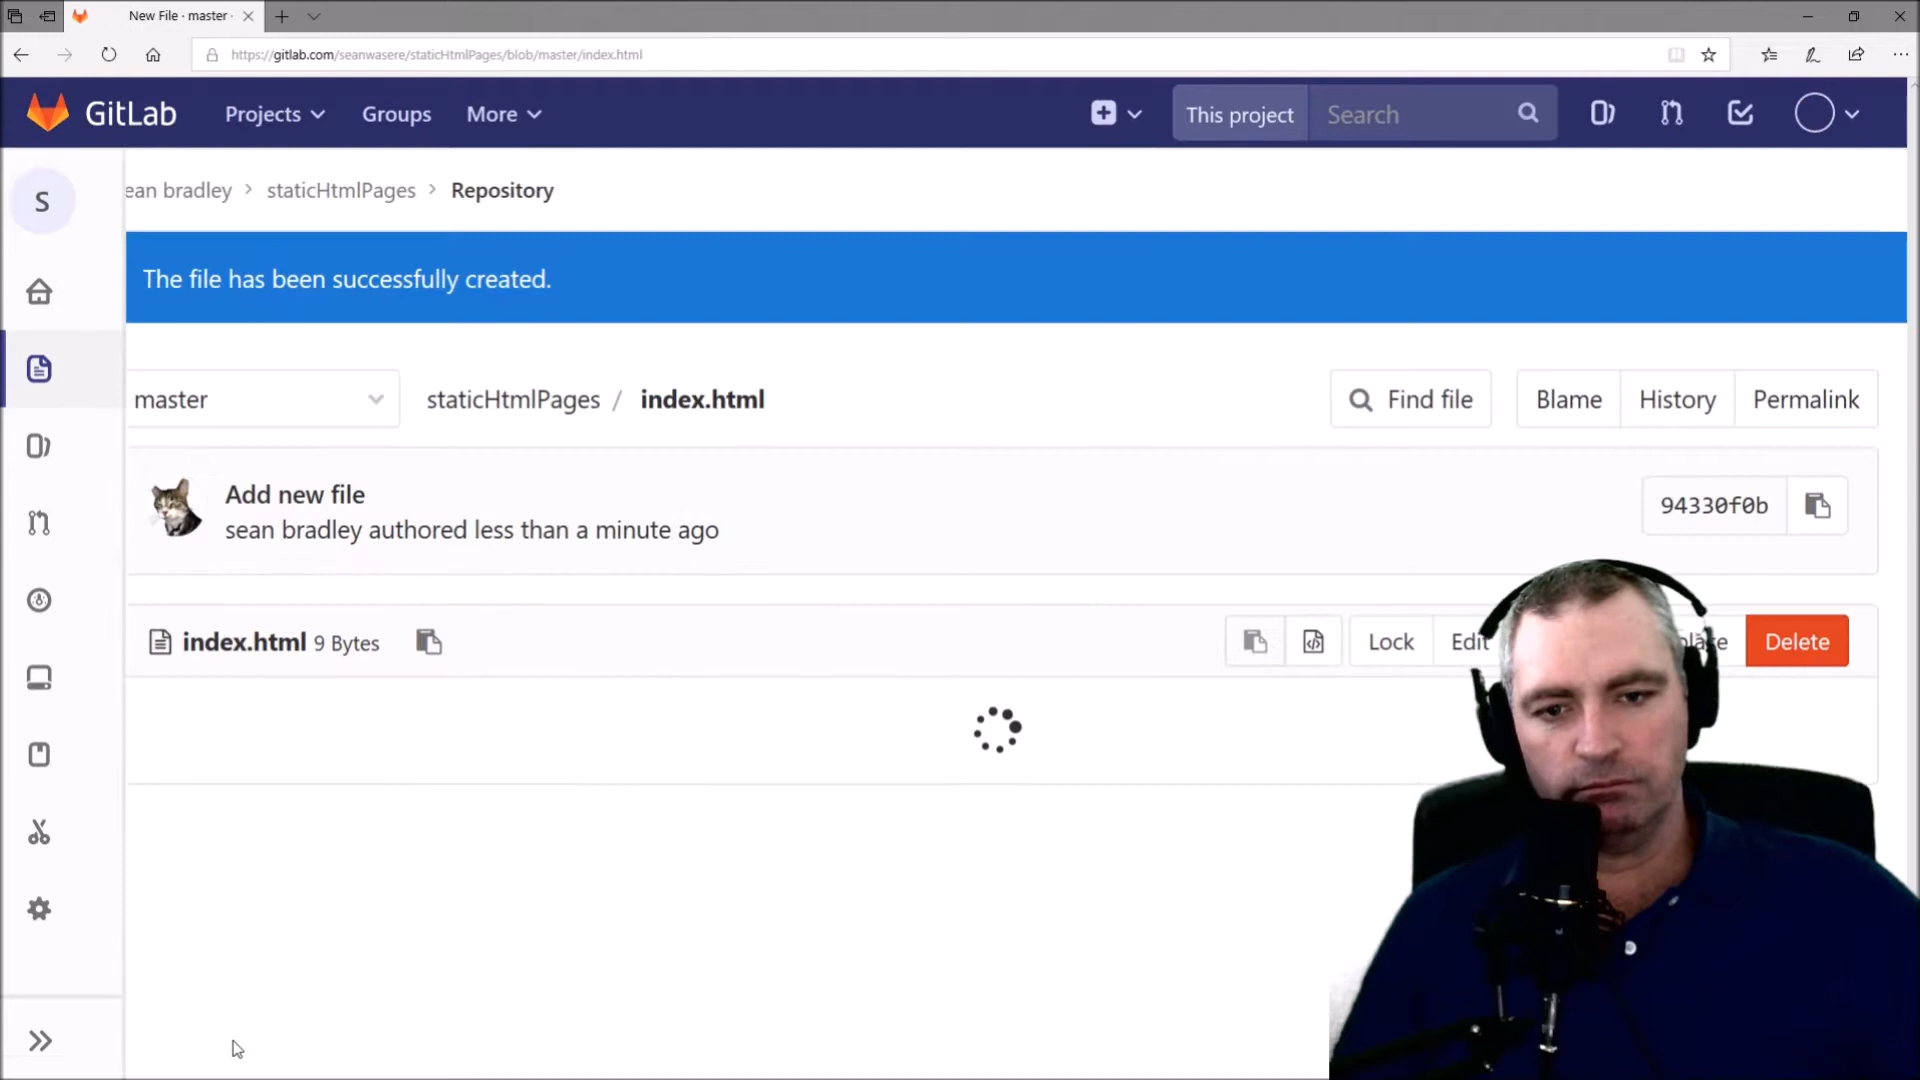 New File · master ·
https://gitlab.com/seanwasere/staticHtmlPages/blob/master/index.html
GitLab Projects Groups More This project Search
S
ean bradley > staticHtmlPages > Repository
The file has been successfully created.
master staticHtmlPages / index.html Find file Blame History Permalink
Add new file
sean bradley authored less than a minute ago
94330f0b
index.html 9 Bytes Lock Edit Delete